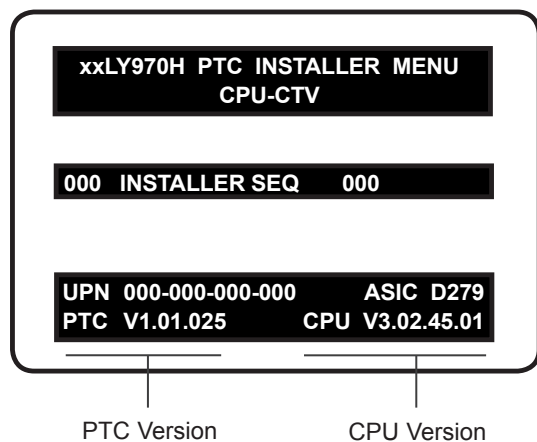 xxLY970H PTC INSTALLER MENU
CPU-CTV
000 INSTALLER SEQ 000
UPN 000-000-000-000 ASIC D279
PTC V1.01.025 CPU V3.02.45.01
PTC Version CPU Version